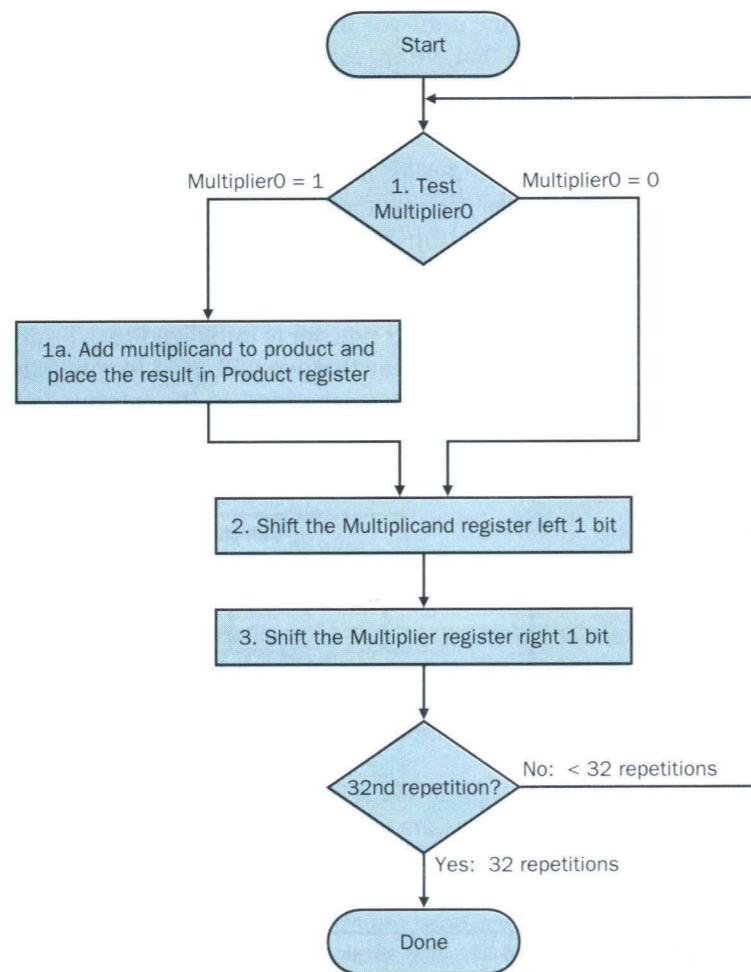 Start
Multiplier0 = 1
1. Test
Multiplier0
Multiplier0 = 0
1a. Add multiplicand to product and
place the result in Product register
2. Shift the Multiplicand register left 1 bit
3. Shift the Multiplier register right 1 bit
32nd repetition?
No: < 32 repetitions
Yes: 32 repetitions
Done